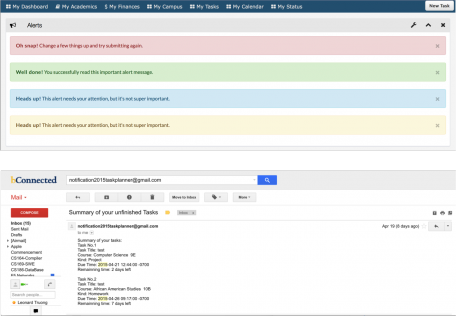 My Dashboard My Academics My Finances My Campus My Tasks My Calendar My Status New Task
Alerts
Oh snap! Change a few things up and try submitting again.
Well done! You successfully read this important alert message.
Heads up! This alert needs your attention, but it's not super important.
Heads up! This alert needs your attention, but it's not super important.
bConnected notification2015taskplanner@gmail.com
Mail Move to Inbox More
COMPOSE Summary of your unfinished Tasks Inbox x
Inbox (15) notification2015taskplanner@gmail.com Apr 19 (6 days ago)
Sent Mail to me
Drafts Summary of your tasks:
[Airmail] Task No.1
Apple Task Title: test
Commencement Course: Computer Science 9E
CS164-Compiler Kind: Project
CS169-SWE Due Time: 2015-04-21 12:44:00 -0700
CS186-DataBase Remaining time: 2 days left
Task No.2
Search people... Task Title: test
Leonard Truong Course: African American Studies 10B
Kind: Homework
Due Time: 2015-04-26 06:17:00 -0700
Remaining time: 7 days left